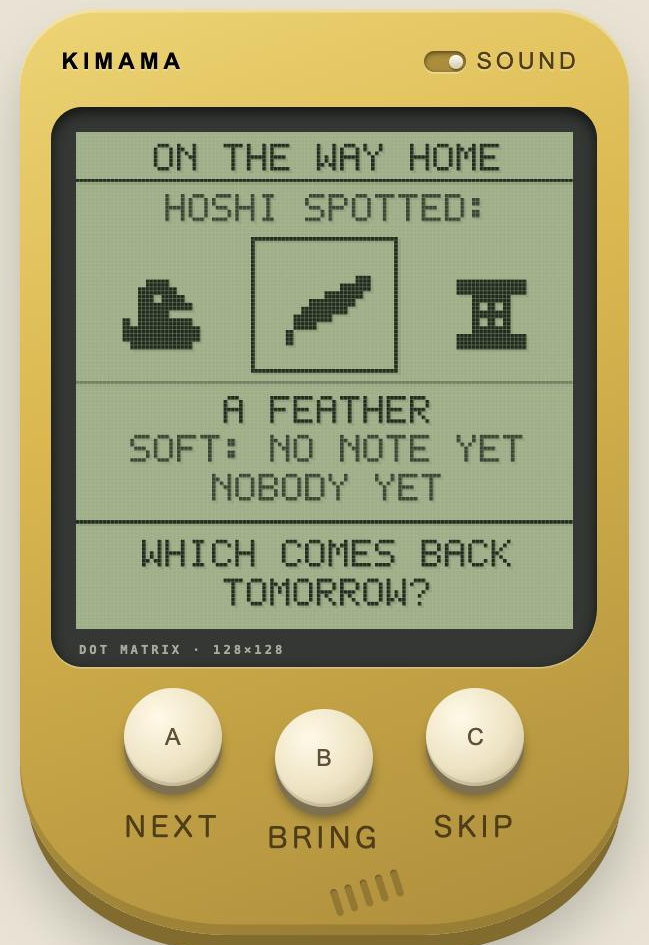 KIMAMA
SOUND
ON THE WAY HOME
HOSHI SPOTTED:
A FEATHER
SOFT: NO NOTE YET
NOBODY YET
WHICH COMES BACK
TOMORROW?
DOT MATRIX · 128×128
A
B
C
NEXT
BRING
SKIP